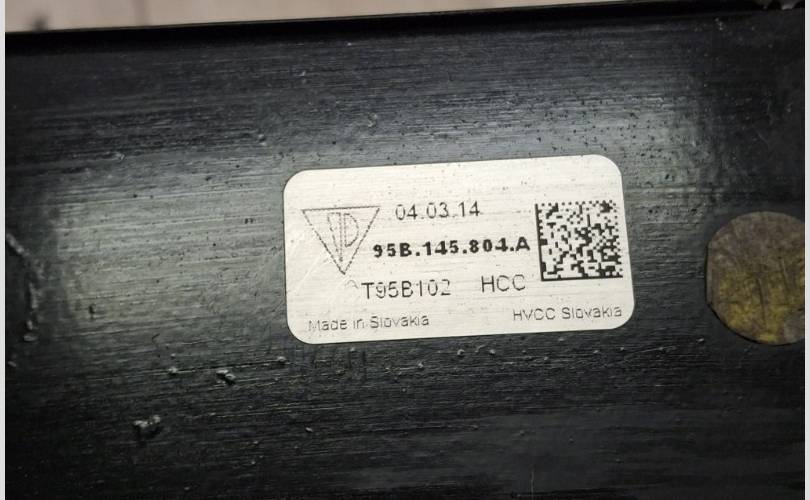 04.03.14
95B.145.804.A
T95B102 HCC
Made in Slovakia HVCC Slovakia